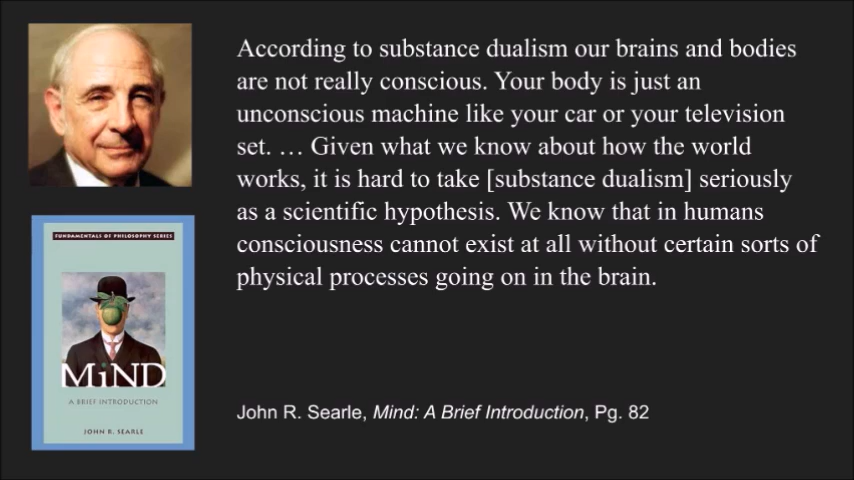 According to substance dualism our brains and bodies
are not really conscious. Your body is just an
unconscious machine like your car or your television
set. … Given what we know about how the world
works, it is hard to take [substance dualism] seriously
as a scientific hypothesis. We know that in humans
consciousness cannot exist at all without certain sorts of
physical processes going on in the brain.
FUNDAMENTALS OF PHILOSOPHY SERIES
MiND
A BRIEF INTRODUCTION
JOHN R. SEARLE
John R. Searle, Mind: A Brief Introduction, Pg. 82